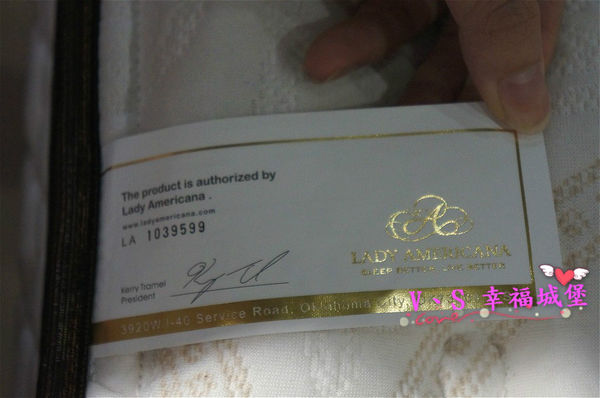 The product is authorized by
Lady Americana .
www.ladyamericana.com
LA 1039599
Kerry Tramel
President
LADY AMERICANA
SLEEP BETTER. LIVE BETTER
3920W I-40 Service Road, Oklahoma City
V、S 幸福城堡
love